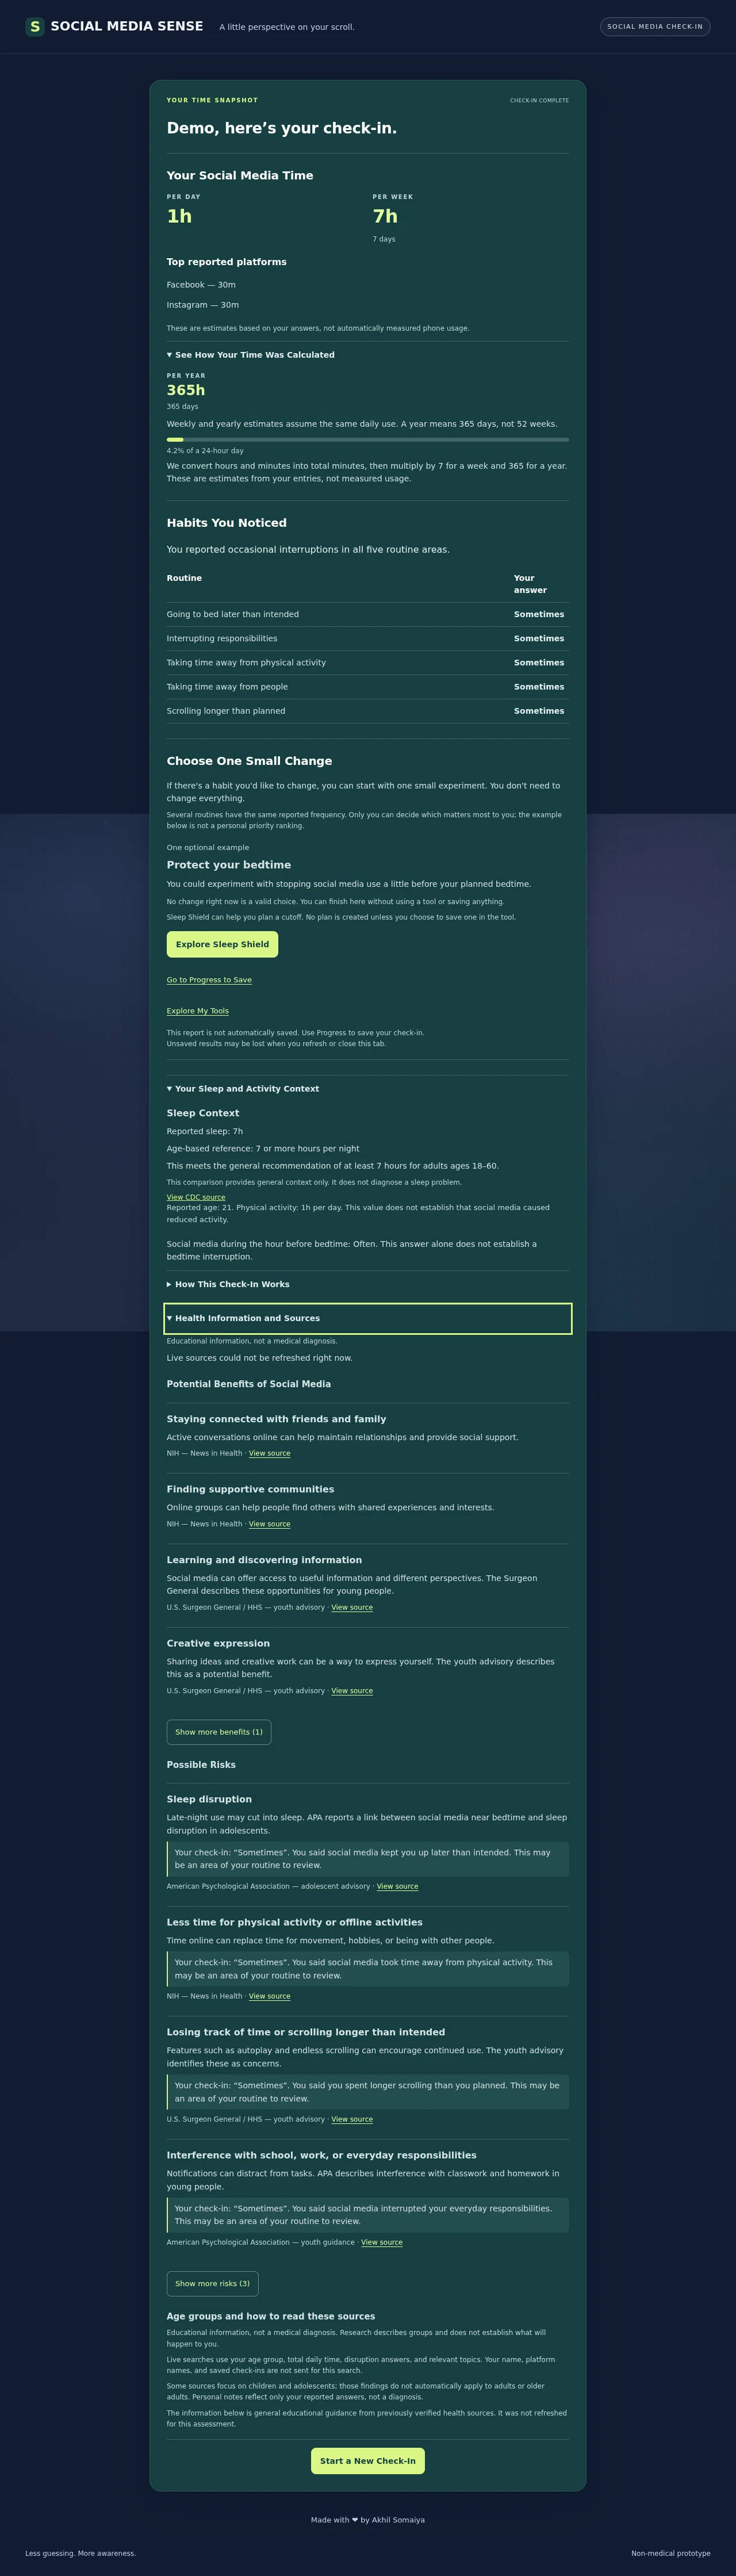 S SOCIAL MEDIA SENSE
A little perspective on your scroll.
SOCIAL MEDIA CHECK-IN
YOUR TIME SNAPSHOT
CHECK-IN COMPLETE
Demo, here’s your check-in.
Your Social Media Time
PER DAY
1h
PER WEEK
7h
7 days
Top reported platforms
Facebook — 30m
Instagram — 30m
These are estimates based on your answers, not automatically measured phone usage.
▼ See How Your Time Was Calculated
PER YEAR
365h
365 days
Weekly and yearly estimates assume the same daily use. A year means 365 days, not 52 weeks.
4.2% of a 24-hour day
We convert hours and minutes into total minutes, then multiply by 7 for a week and 365 for a year.
These are estimates from your entries, not measured usage.
Habits You Noticed
You reported occasional interruptions in all five routine areas.
Routine
Your
answer
Going to bed later than intended Sometimes
Interrupting responsibilities Sometimes
Taking time away from physical activity Sometimes
Taking time away from people Sometimes
Scrolling longer than planned Sometimes
Choose One Small Change
If there's a habit you'd like to change, you can start with one small experiment. You don't need to
change everything.
Several routines have the same reported frequency. Only you can decide which matters most to you; the example
below is not a personal priority ranking.
One optional example
Protect your bedtime
You could experiment with stopping social media use a little before your planned bedtime.
No change right now is a valid choice. You can finish here without using a tool or saving anything.
Sleep Shield can help you plan a cutoff. No plan is created unless you choose to save one in the tool.
Explore Sleep Shield
Go to Progress to Save
Explore My Tools
This report is not automatically saved. Use Progress to save your check-in.
Unsaved results may be lost when you refresh or close this tab.
▼ Your Sleep and Activity Context
Sleep Context
Reported sleep: 7h
Age-based reference: 7 or more hours per night
This meets the general recommendation of at least 7 hours for adults ages 18–60.
This comparison provides general context only. It does not diagnose a sleep problem.
View CDC source
Reported age: 21. Physical activity: 1h per day. This value does not establish that social media caused
reduced activity.
Social media during the hour before bedtime: Often. This answer alone does not establish a
bedtime interruption.
▶ How This Check-In Works
▼ Health Information and Sources
Educational information, not a medical diagnosis.
Live sources could not be refreshed right now.
Potential Benefits of Social Media
Staying connected with friends and family
Active conversations online can help maintain relationships and provide social support.
NIH — News in Health · View source
Finding supportive communities
Online groups can help people find others with shared experiences and interests.
NIH — News in Health · View source
Learning and discovering information
Social media can offer access to useful information and different perspectives. The Surgeon
General describes these opportunities for young people.
U.S. Surgeon General / HHS — youth advisory · View source
Creative expression
Sharing ideas and creative work can be a way to express yourself. The youth advisory describes
this as a potential benefit.
U.S. Surgeon General / HHS — youth advisory · View source
Show more benefits (1)
Possible Risks
Sleep disruption
Late-night use may cut into sleep. APA reports a link between social media near bedtime and sleep
disruption in adolescents.
Your check-in: “Sometimes”. You said social media kept you up later than intended. This may
be an area of your routine to review.
American Psychological Association — adolescent advisory · View source
Less time for physical activity or offline activities
Time online can replace time for movement, hobbies, or being with other people.
Your check-in: “Sometimes”. You said social media took time away from physical activity. This
may be an area of your routine to review.
NIH — News in Health · View source
Losing track of time or scrolling longer than intended
Features such as autoplay and endless scrolling can encourage continued use. The youth advisory
identifies these as concerns.
Your check-in: “Sometimes”. You said you spent longer scrolling than you planned. This may be
an area of your routine to review.
U.S. Surgeon General / HHS — youth advisory · View source
Interference with school, work, or everyday responsibilities
Notifications can distract from tasks. APA describes interference with classwork and homework in
young people.
Your check-in: “Sometimes”. You said social media interrupted your everyday responsibilities.
This may be an area of your routine to review.
American Psychological Association — youth guidance · View source
Show more risks (3)
Age groups and how to read these sources
Educational information, not a medical diagnosis. Research describes groups and does not establish what will
happen to you.
Live searches use your age group, total daily time, disruption answers, and relevant topics. Your name, platform
names, and saved check-ins are not sent for this search.
Some sources focus on children and adolescents; those findings do not automatically apply to adults or older
adults. Personal notes reflect only your reported answers, not a diagnosis.
The information below is general educational guidance from previously verified health sources. It was not refreshed
for this assessment.
Start a New Check-In
Made with ❤ by Akhil Somaiya
Less guessing. More awareness.
Non-medical prototype